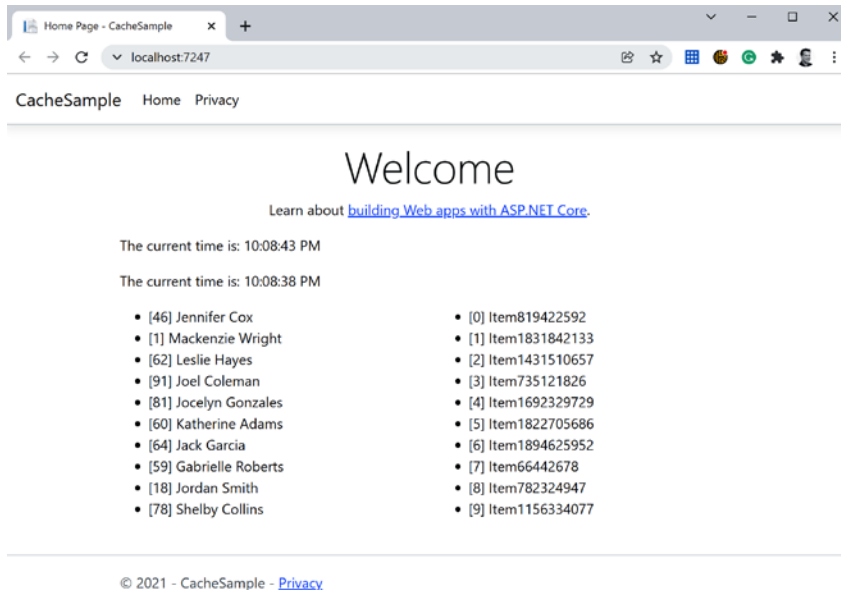 Home Page - CacheSample
localhost:7247
CacheSample Home Privacy
Welcome
Learn about building Web apps with ASP.NET Core.
The current time is: 10:08:43 PM
The current time is: 10:08:38 PM
[46] Jennifer Cox
[1] Mackenzie Wright
[62] Leslie Hayes
[91] Joel Coleman
[81] Jocelyn Gonzales
[60] Katherine Adams
[64] Jack Garcia
[59] Gabrielle Roberts
[18] Jordan Smith
[78] Shelby Collins
[0] Item819422592
[1] Item1831842133
[2] Item1431510657
[3] Item735121826
[4] Item1692329729
[5] Item1822705686
[6] Item1894625952
[7] Item66442678
[8] Item782324947
[9] Item1156334077
© 2021 - CacheSample - Privacy